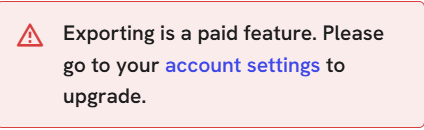 Exporting is a paid feature. Please
go to your account settings to
upgrade.